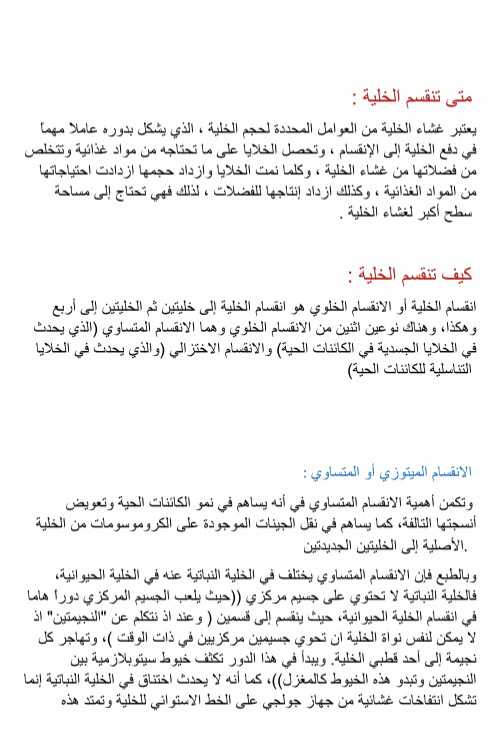 متى تنقسم الخلية :
يعتبر غشاء الخلية من العوامل المحددة لحجم الخلية ، الذي يشكل بدوره عاملاً مهماً
في دفع الخلية إلى الإنقسام ، وتحصل الخلايا على ما تحتاجه من مواد غذائية وتتخلص
من فضلاتها من غشاء الخلية ، وكلما نمت الخلايا وازداد حجمها ازدادت احتياجاتها
من المواد الغذائية ، وكذلك ازداد إنتاجها للفضلات ، لذلك فهي تحتاج إلى مساحة
سطح أكبر لغشاء الخلية .
كيف تنقسم الخلية :
انقسام الخلية أو الانقسام الخلوي هو انقسام الخلية إلى خليتين ثم الخليتين إلى أربع
وهكذا، وهناك نوعين اثنين من الانقسام الخلوي وهما الانقسام المتساوي (الذي يحدث
في الخلايا الجسدية في الكائنات الحية) والانقسام الاختزالي (والذي يحدث في الخلايا
التناسلية للكائنات الحية)
الانقسام الميتوزي أو المتساوي :
وتكمن أهمية الانقسام المتساوي في أنه يساهم في نمو الكائنات الحية وتعويض
أنسجتها التالفة، كما يساهم في نقل الجينات الموجودة على الكروموسومات من الخلية
.الأصلية إلى الخليتين الجديدتين
وبالطبع فإن الانقسام المتساوي يختلف في الخلية النباتية عنه في الخلية الحيوانية،
فالخلية النباتية لا تحتوي على جسيم مركزي ((حيث يلعب الجسيم المركزي دوراً هاما
في انقسام الخلية الحيوانية، حيث ينقسم إلى قسمين ( وعند اذ نتكلم عن "النجيمتين" اذ
لا يمكن لنفس نواة الخلية ان تحوي جسيمين مركزيين في ذات الوقت )، وتهاجر كل
نجيمة إلى أحد قطبي الخلية. ويبدأ في هذا الدور تكثف خيوط سيتوبلازمية بين
النجيمتين وتبدو هذه الخيوط كالمغزل))، كما أنه لا يحدث اختناق في الخلية النباتية إنما
تشكل انتفاخات غشائية من جهاز جولجي على الخط الاستوائي للخلية وتمتد هذه